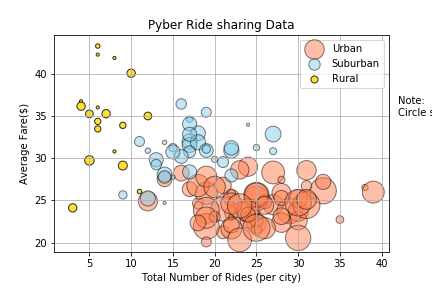 Pyber Ride sharing Data
Urban
Suburban
Rural
Note:
Circle
Average Fare($)
40
35
30
25
20
5
10
15
20
25
30
35
40
Total Number of Rides (per city)